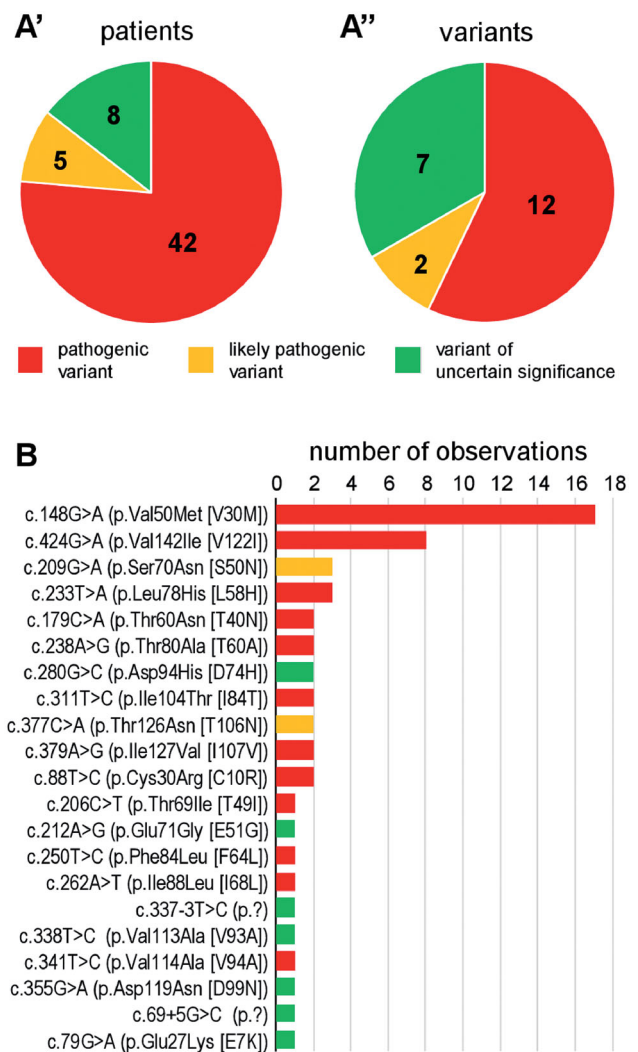 A' patients
A'' variants
8
5
42
7
2
12
pathogenic
variant
likely pathogenic
variant
variant of
uncertain significance
B
number of observations
0 2 4 6 8 10 12 14 16 18
c.148G>A (p.Val50Met [V30M])
c.424G>A (p.Val142Ile [V122I])
c.209G>A (p.Ser70Asn [S50N])
c.233T>A (p.Leu78His [L58H])
c.179C>A (p.Thr60Asn [T40N])
c.238A>G (p.Thr80Ala [T60A])
c.280G>C (p.Asp94His [D74H])
c.311T>C (p.Ile104Thr [I84T])
c.377C>A (p.Thr126Asn [T106N])
c.379A>G (p.Ile127Val [I107V])
c.88T>C (p.Cys30Arg [C10R])
c.206C>T (p.Thr69Ile [T49I])
c.212A>G (p.Glu71Gly [E51G])
c.250T>C (p.Phe84Leu [F64L])
c.262A>T (p.Ile88Leu [I68L])
c.337-3T>C (p.?)
c.338T>C (p.Val113Ala [V93A])
c.341T>C (p.Val114Ala [V94A])
c.355G>A (p.Asp119Asn [D99N])
c.69+5G>C (p.?)
c.79G>A (p.Glu27Lys [E7K])